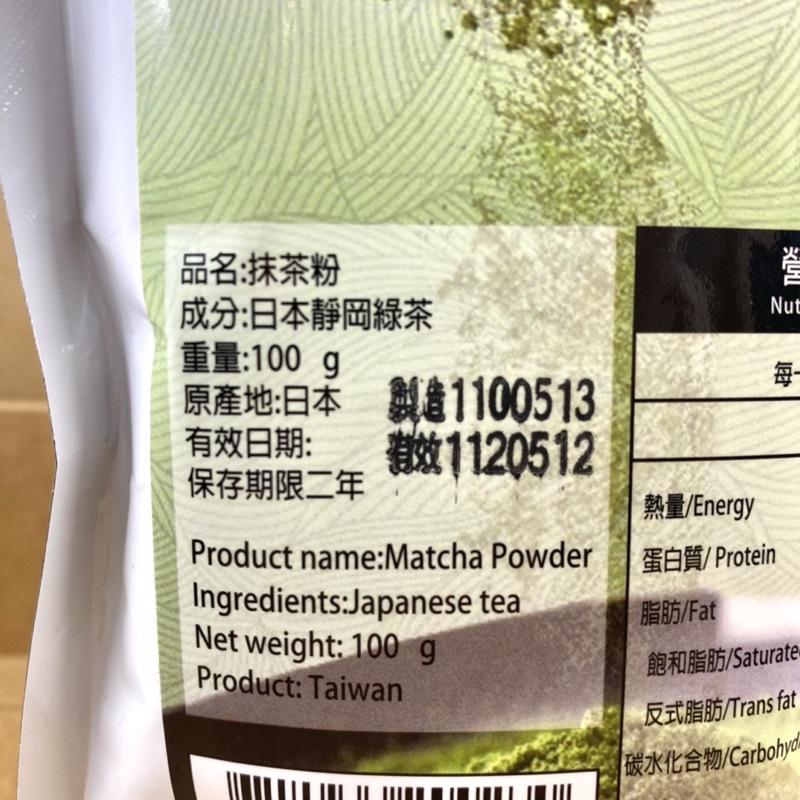 品名:抹茶粉
成分:日本靜岡綠茶
重量:100 g
原產地:日本
製造1100513
有效日期:
有效1120512
保存期限二年
Product name:Matcha Powder
Ingredients:Japanese tea
Net weight: 100 g
Product: Taiwan
營
Nut
每一
熱量/Energy
蛋白質/ Protein
脂肪/Fat
飽和脂肪/Saturated
反式脂肪/Trans fat
碳水化合物/Carbohyd